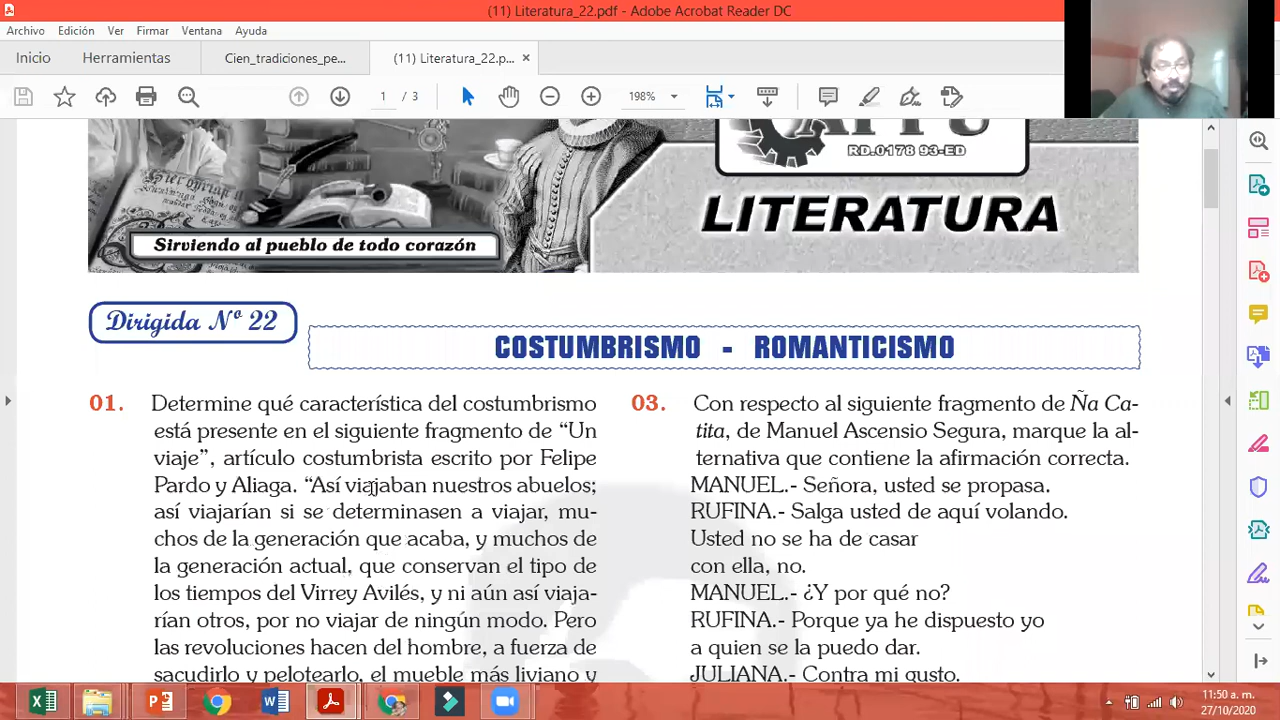 (11) Literatura_22.pdf - Adobe Acrobat Reader DC
Archivo Edición Ver Firmar Ventana Ayuda
Inicio Herramientas Cien_tradiciones_pe... (11) Literatura_22.p... ×
1 / 3 198%
RD.0178 93-ED
LITERATURA
Sirviendo al pueblo de todo corazón
Dirigida Nº 22
COSTUMBRISMO - ROMANTICISMO
01. Determine qué característica del costumbrismo
está presente en el siguiente fragmento de “Un
viaje”, artículo costumbrista escrito por Felipe
Pardo y Aliaga. “Así viajaban nuestros abuelos;
así viajarían si se determinasen a viajar, mu-
chos de la generación que acaba, y muchos de
la generación actual, que conservan el tipo de
los tiempos del Virrey Avilés, y ni aún así viaja-
rían otros, por no viajar de ningún modo. Pero
las revoluciones hacen del hombre, a fuerza de
sacudirlo y pelotearlo, el mueble más liviano y
03. Con respecto al siguiente fragmento de Ña Ca-
tita, de Manuel Ascensio Segura, marque la al-
ternativa que contiene la afirmación correcta.
MANUEL.- Señora, usted se propasa.
RUFINA.- Salga usted de aquí volando.
Usted no se ha de casar
con ella, no.
MANUEL.- ¿Y por qué no?
RUFINA.- Porque ya he dispuesto yo
a quien se la puedo dar.
JULIANA.- Contra mi gusto.
11:50 a. m.
27/10/2020